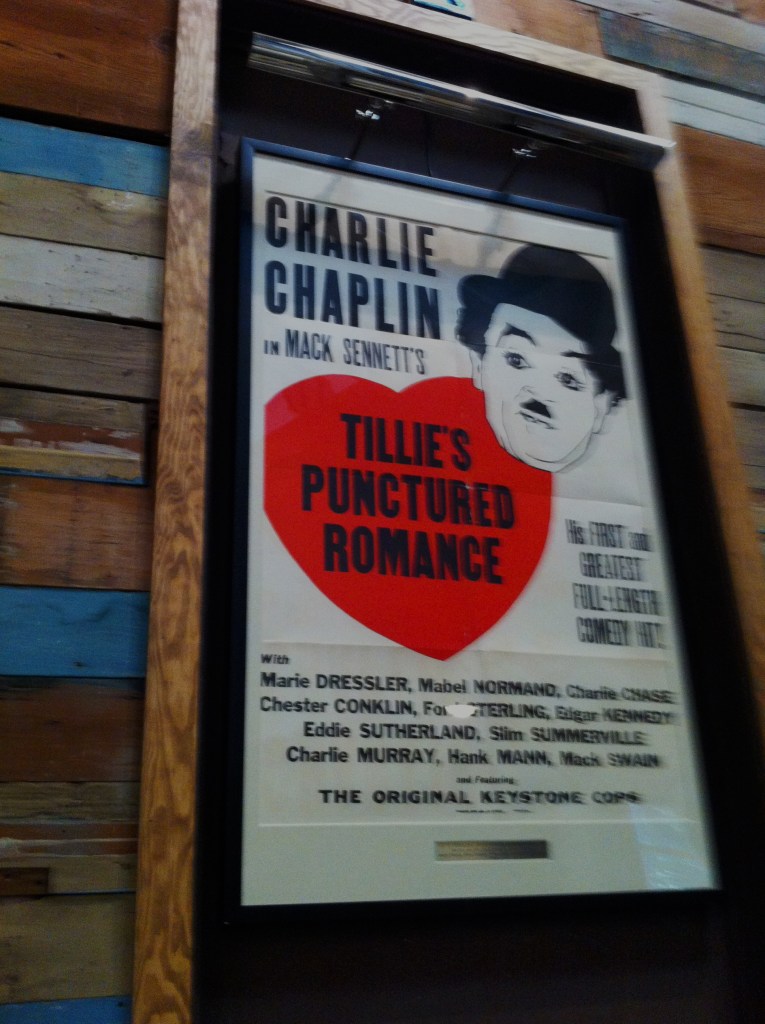 CHARLIE
CHAPLIN
IN MACK SENNETT'S
TILLIE'S
PUNCTURED
ROMANCE
His FIRST and
GREATEST
FULL-LENGTH
COMEDY HIT!
With
Marie DRESSLER, Mabel NORMAND, Charlie CHASE
Chester CONKLIN, STERLING, Edgar KENNEDY
Eddie SUTHERLAND, Slim SUMMERVILLE
Charlie MURRAY, Hank MANN, Mack SWAIN
and Featuring
THE ORIGINAL KEYSTONE COPS